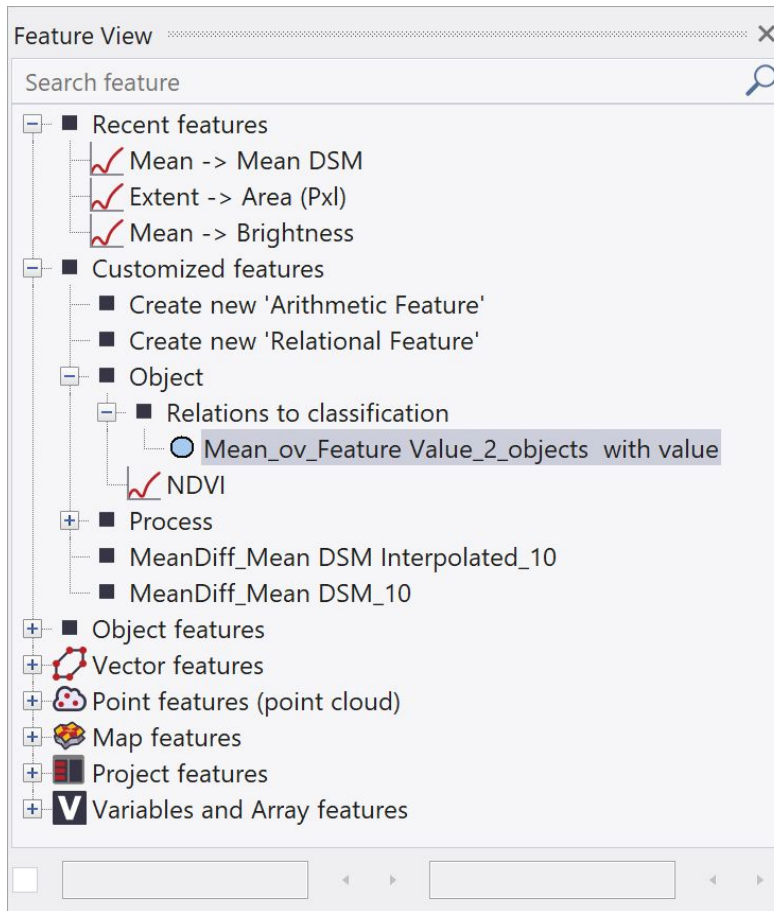 Feature View
Search feature
Recent features
Mean -> Mean DSM
Extent -> Area (Pxl)
Mean -> Brightness
Customized features
Create new 'Arithmetic Feature'
Create new 'Relational Feature'
Object
Relations to classification
Mean_ov_Feature Value_2_objects  with value
NDVI
Process
MeanDiff_Mean DSM Interpolated_10
MeanDiff_Mean DSM_10
Object features
Vector features
Point features (point cloud)
Map features
Project features
V Variables and Array features